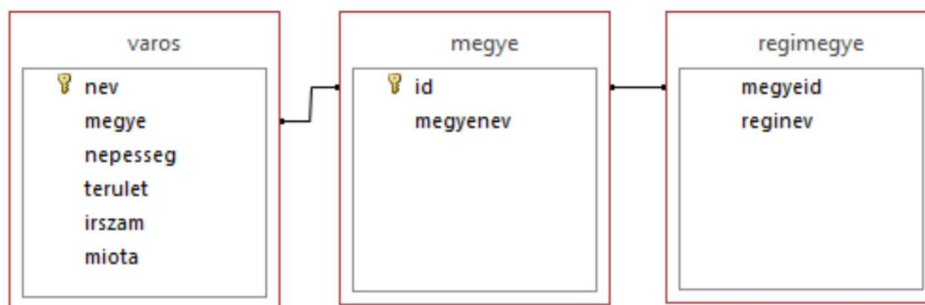 varos
nev
megye
nepesseg
terulet
irszam
miota
megye
id
megyenev
regimegye
megyeid
reginev